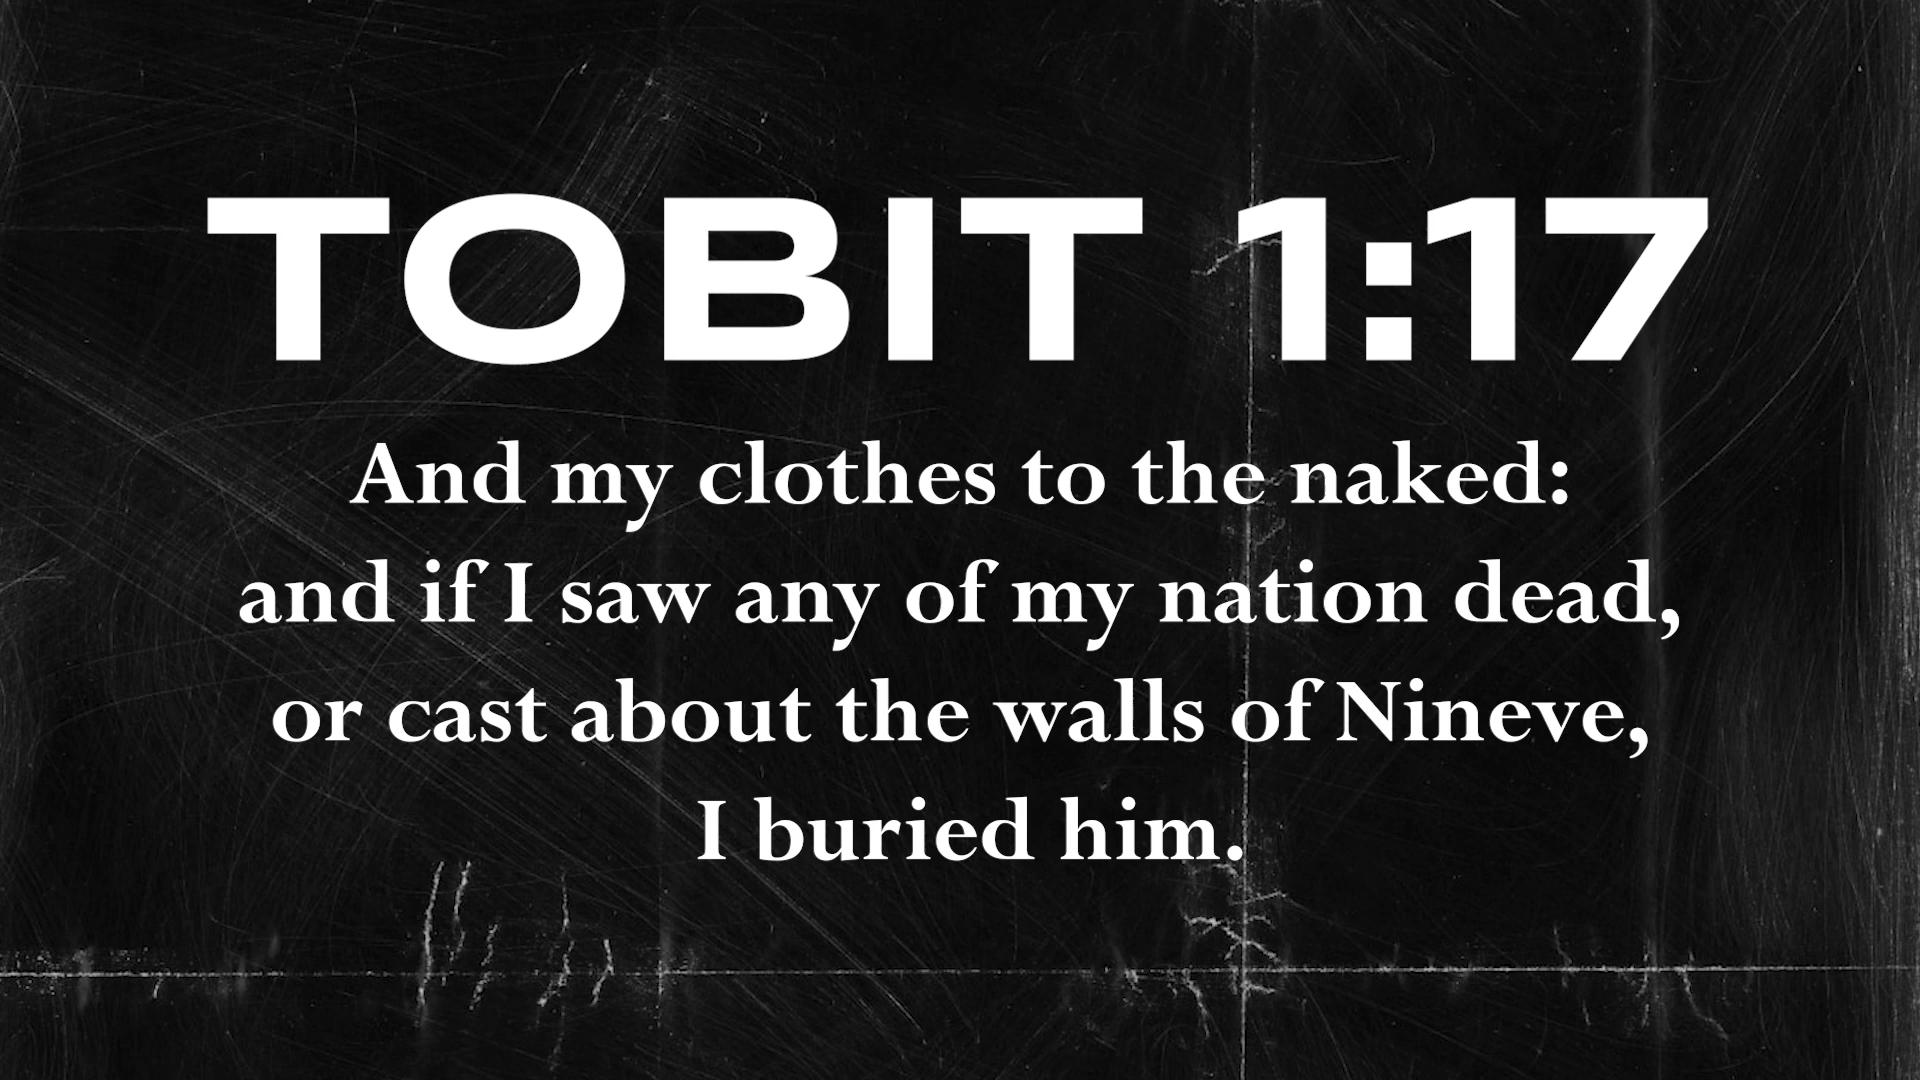 TOBIT 1:17
And my clothes to the naked:
and if I saw any of my nation dead,
or cast about the walls of Nineve,
I buried him.